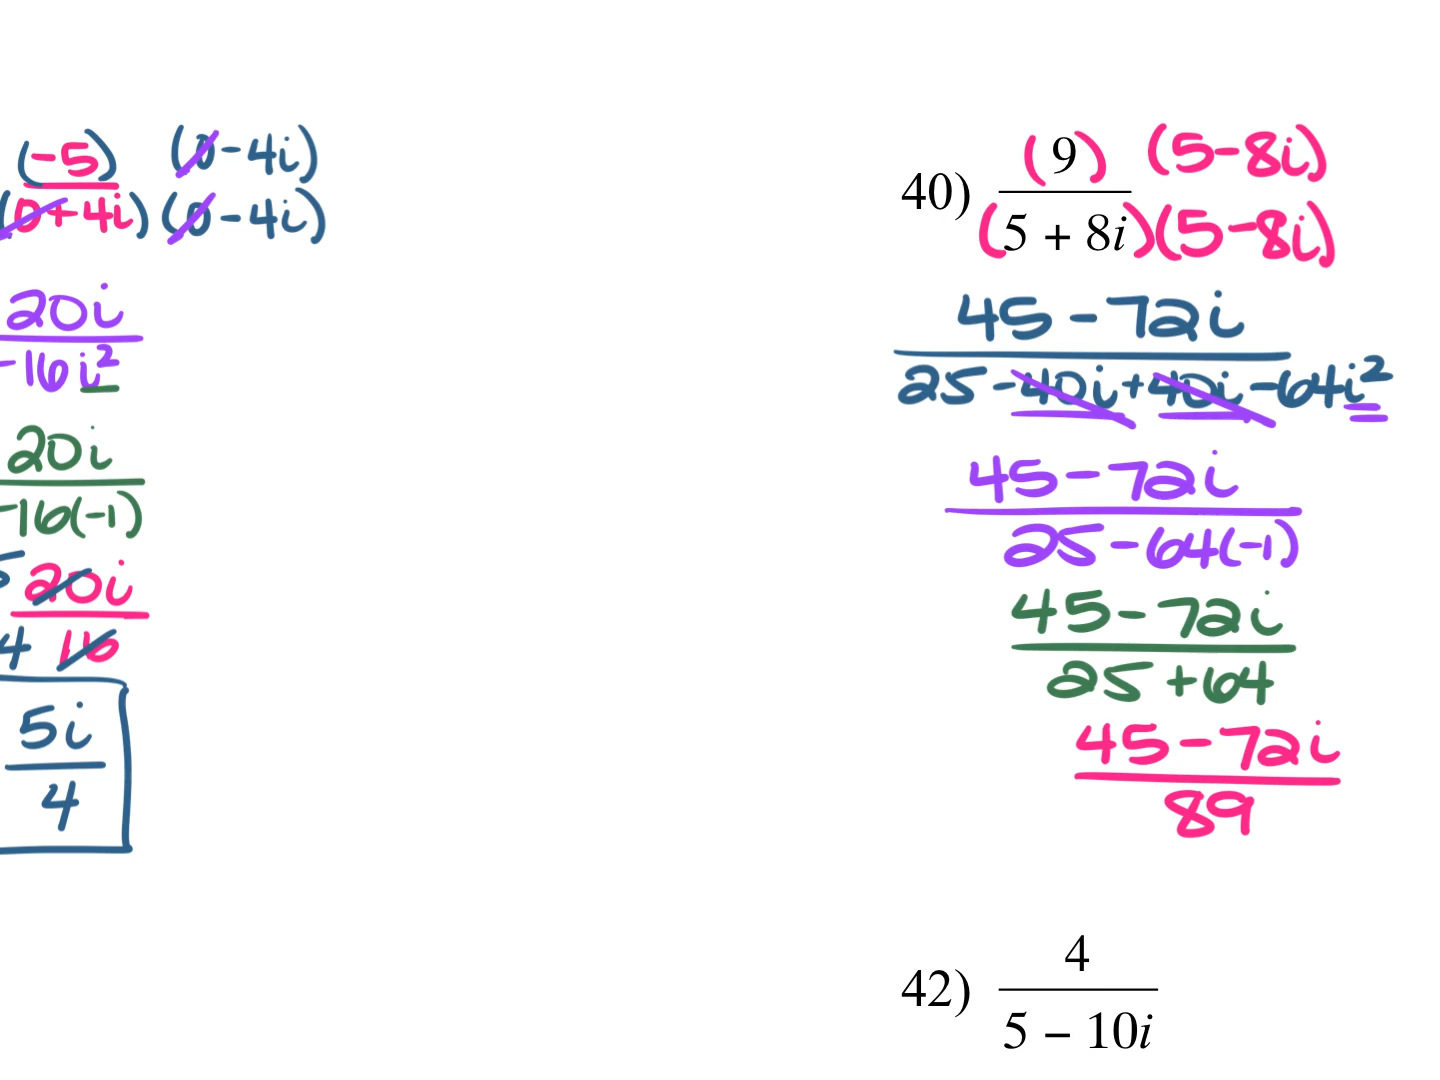 (-5) (0-4i)
(0+4i) (0-4i)
20i
-16i²
20i
-16(-1)
5 20i
4 16
5i
4
40) (9) (5-8i)
(5 + 8i)(5-8i)
45-72i
25-40i+40i-64i²
45-72i
25-64(-1)
45-72i
25+64
45-72i
89
42) 4
5 − 10i